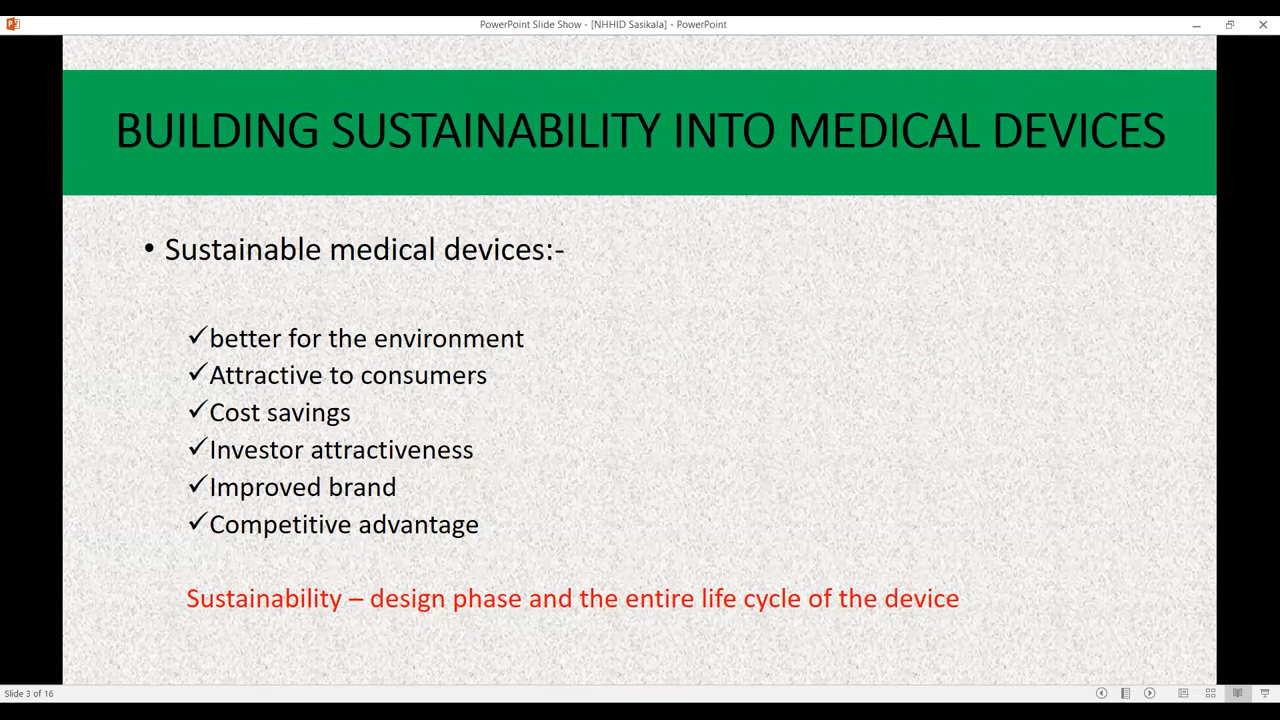 PowerPoint Slide Show - [NHHID Sasikala] - PowerPoint
BUILDING SUSTAINABILITY INTO MEDICAL DEVICES
• Sustainable medical devices:-
✓better for the environment
✓Attractive to consumers
✓Cost savings
✓Investor attractiveness
✓Improved brand
✓Competitive advantage
Sustainability – design phase and the entire life cycle of the device
Slide 3 of 16